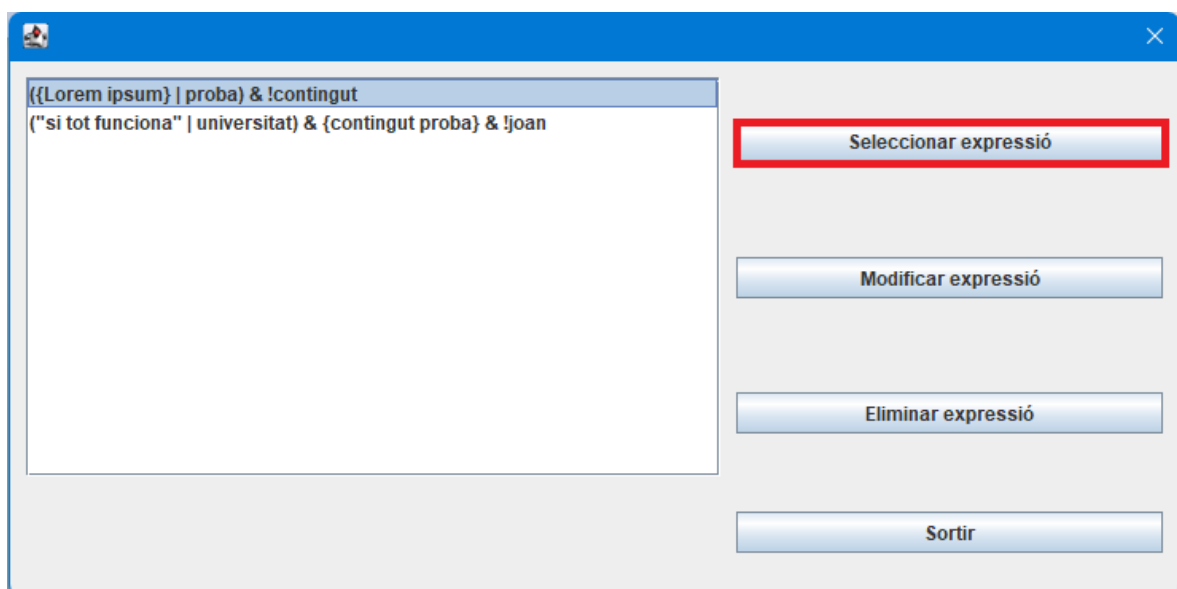 ({Lorem ipsum} | proba) & !contingut
("si tot funciona" | universitat) & {contingut proba} & !joan
Seleccionar expressió
Modificar expressió
Eliminar expressió
Sortir